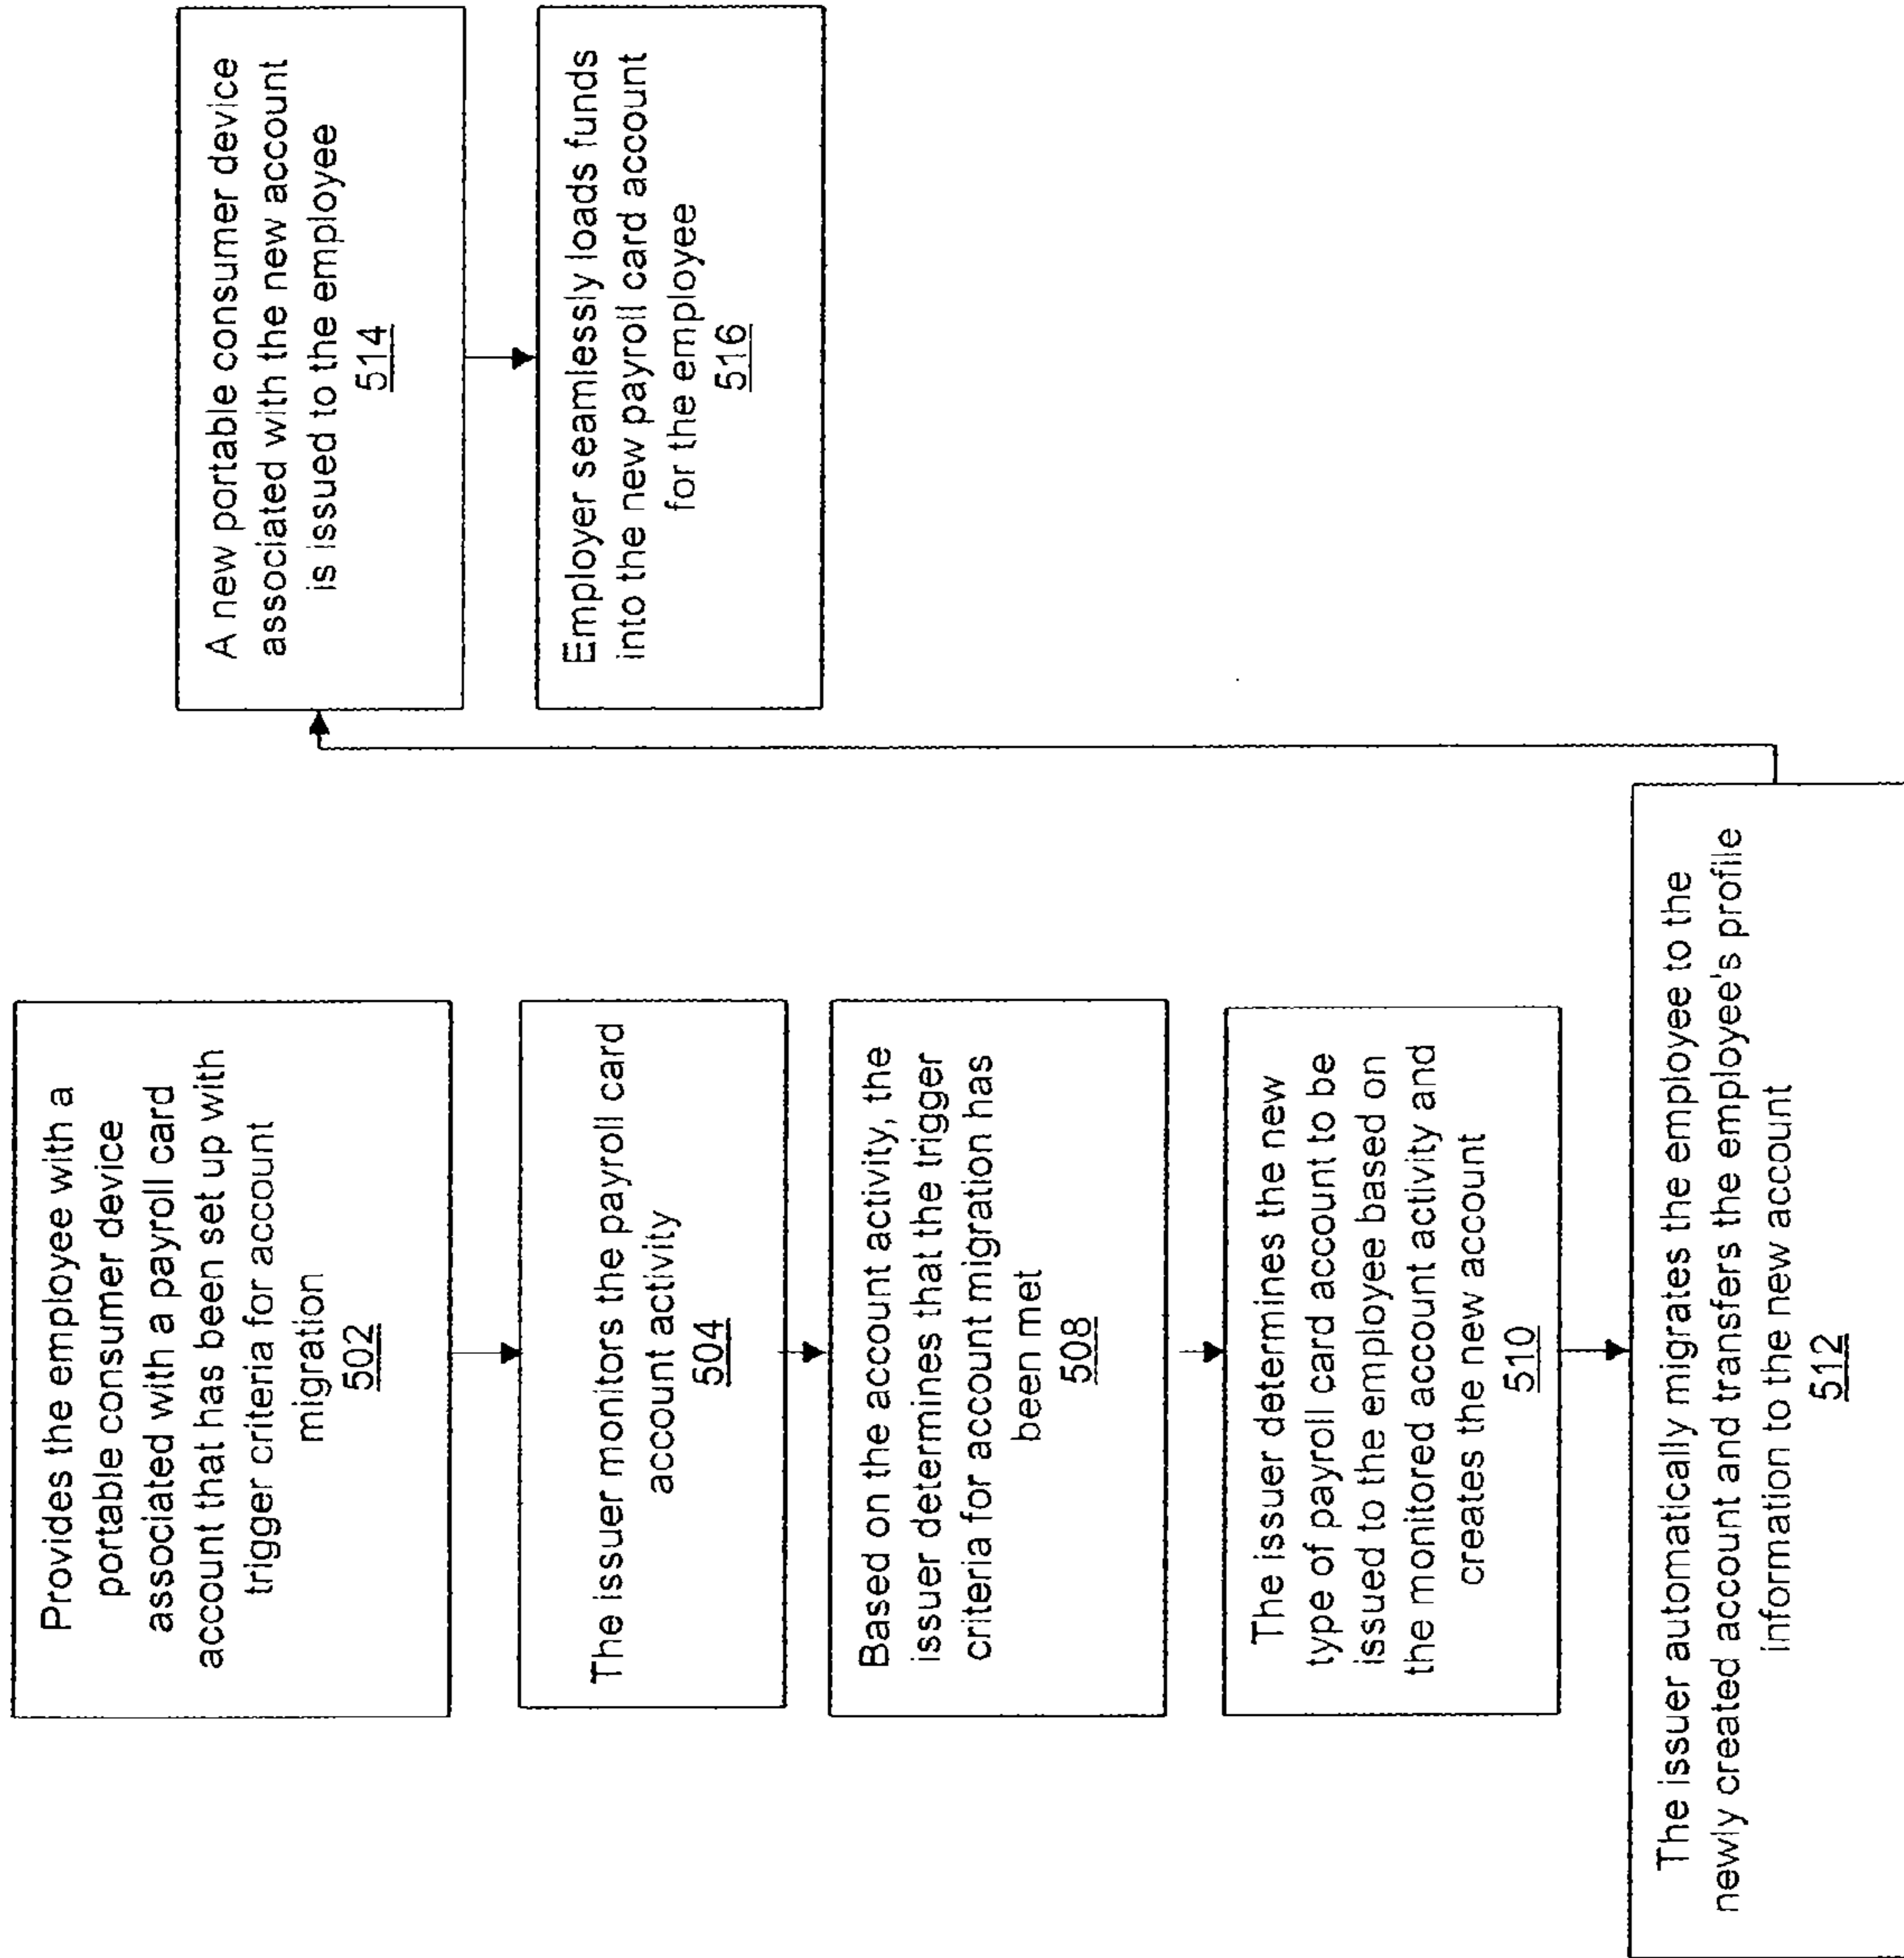 Provides the employee with a
portable consumer device
associated with a payroll card
account that has been set up with
trigger criteria for account
migration
502
The issuer monitors the payroll card
account activity
504
Based on the account activity, the
issuer determines that the trigger
criteria for account migration has
been met
508
The issuer determines the new
type of payroll card account to be
issued to the employee based on
the monitored account activity and
creates the new account
510
The issuer automatically migrates the employee to the
newly created account and transfers the employee's profile
information to the new account
512
A new portable consumer device
associated with the new account
is issued to the employee
514
Employer seamlessly loads funds
into the new payroll card account
for the employee
516